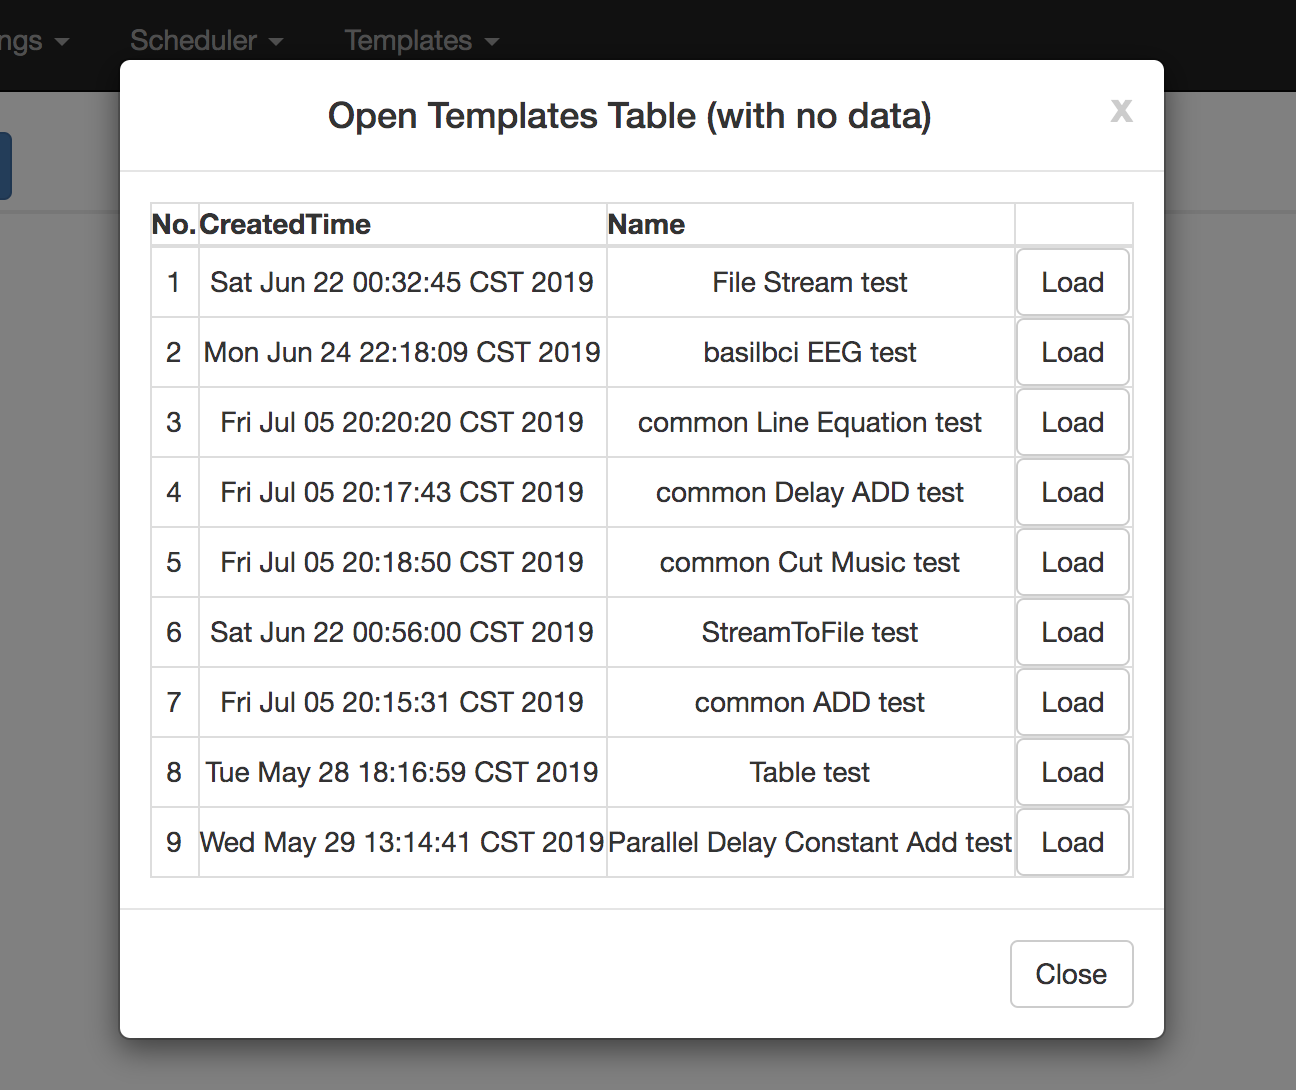 ngs Scheduler Templates
Open Templates Table (with no data) x
No. CreatedTime Name
1 Sat Jun 22 00:32:45 CST 2019 File Stream test Load
2 Mon Jun 24 22:18:09 CST 2019 basilbci EEG test Load
3 Fri Jul 05 20:20:20 CST 2019 common Line Equation test Load
4 Fri Jul 05 20:17:43 CST 2019 common Delay ADD test Load
5 Fri Jul 05 20:18:50 CST 2019 common Cut Music test Load
6 Sat Jun 22 00:56:00 CST 2019 StreamToFile test Load
7 Fri Jul 05 20:15:31 CST 2019 common ADD test Load
8 Tue May 28 18:16:59 CST 2019 Table test Load
9 Wed May 29 13:14:41 CST 2019 Parallel Delay Constant Add test Load
Close